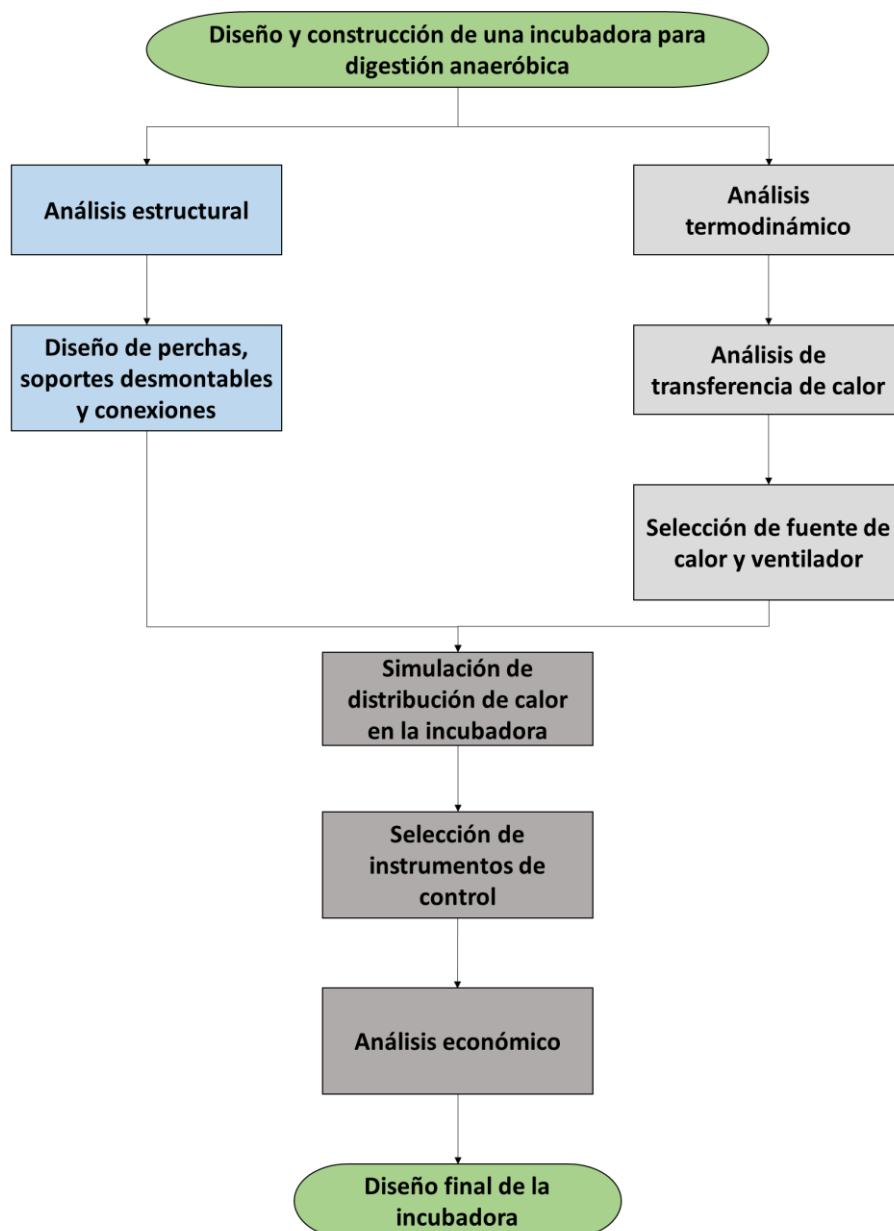 Diseño y construcción de una incubadora para
digestión anaeróbica
Análisis estructural
Análisis
termodinámico
Diseño de perchas,
soportes desmontables
y conexiones
Análisis de
transferencia de calor
Selección de fuente de
calor y ventilador
Simulación de
distribución de calor
en la incubadora
Selección de
instrumentos de
control
Análisis económico
Diseño final de la
incubadora